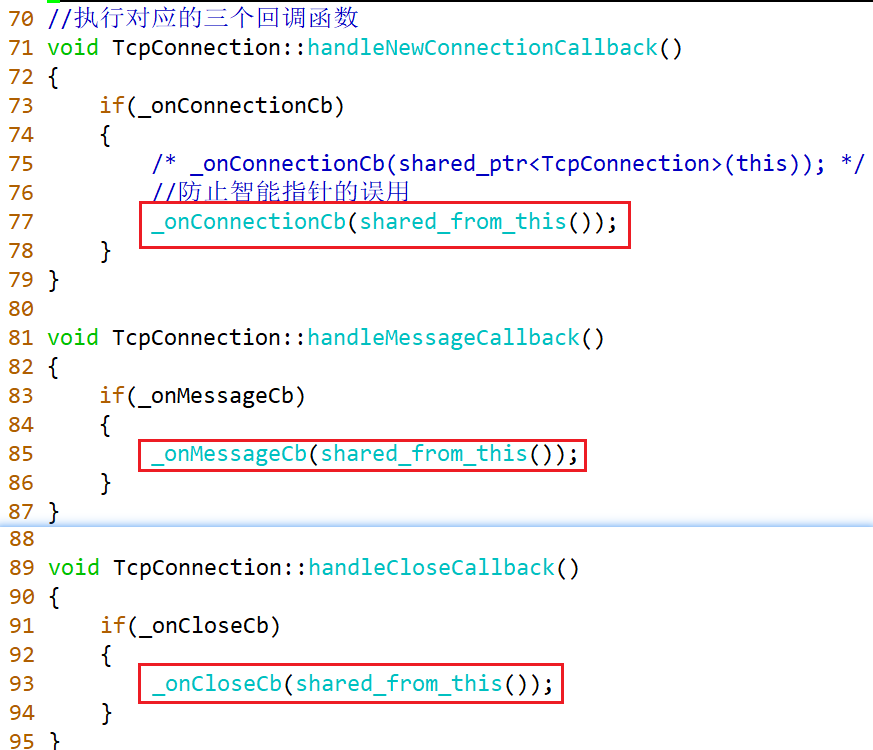 70 //执行对应的三个回调函数
71 void TcpConnection::handleNewConnectionCallback()
72 {
73     if(_onConnectionCb)
74     {
75         /* _onConnectionCb(shared_ptr<TcpConnection>(this)); */
76         //防止智能指针的误用
77         _onConnectionCb(shared_from_this());
78     }
79 }
80
81 void TcpConnection::handleMessageCallback()
82 {
83     if(_onMessageCb)
84     {
85         _onMessageCb(shared_from_this());
86     }
87 }
88
89 void TcpConnection::handleCloseCallback()
90 {
91     if(_onCloseCb)
92     {
93         _onCloseCb(shared_from_this());
94     }
95 }